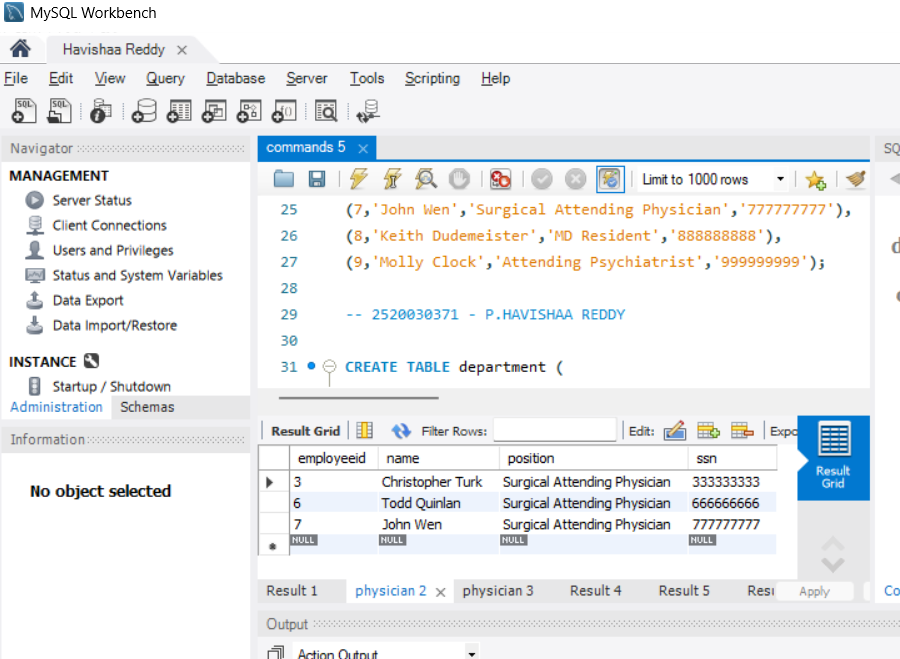 MySQL Workbench
Havishaa Reddy
File Edit View Query Database Server Tools Scripting Help
Navigator
MANAGEMENT
Server Status
Client Connections
Users and Privileges
Status and System Variables
Data Export
Data Import/Restore
INSTANCE
Startup / Shutdown
Administration Schemas
Information
No object selected
commands 5
SQ
Limit to 1000 rows
25 (7,'John Wen','Surgical Attending Physician','777777777'),
26 (8,'Keith Dudemeister','MD Resident','888888888'),
27 (9,'Molly Clock','Attending Psychiatrist','999999999');
28
29 -- 2520030371 - P.HAVISHAA REDDY
30
31 CREATE TABLE department (
Result Grid Filter Rows: Edit: Expo
employeeid name position ssn
3 Christopher Turk Surgical Attending Physician 333333333
6 Todd Quinlan Surgical Attending Physician 666666666
7 John Wen Surgical Attending Physician 777777777
NULL NULL NULL NULL
Result Grid
Result 1 physician 2 physician 3 Result 4 Result 5 Resu Apply Co
Output
Action Output